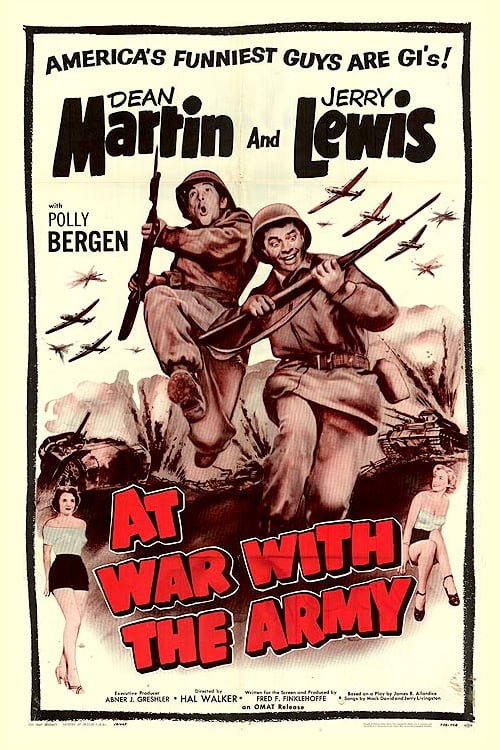 AMERICA'S FUNNIEST GUYS ARE GI's!
DEAN JERRY
Martin And Lewis
with
POLLY
BERGEN
AT
WAR WITH
THE ARMY
Executive Producer
ABNER J. GRESHLER
Directed by
HAL WALKER
Written for the Screen and Produced by
FRED F. FINKLEHOFFE
Based on a Play by James B. Allardice
Songs by Mack David and Jerry Livingston
an OMAT Release